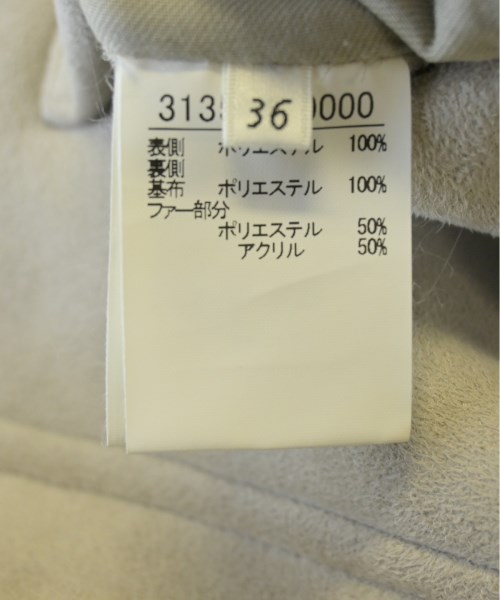 313 0000
36
表側 ポリエステル 100%
裏側
基布 ポリエステル 100%
ファー部分
ポリエステル 50%
アクリル 50%